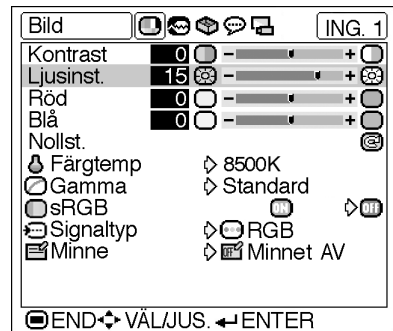 Bild ING. 1
Kontrast 0 - +
Ljusinst. 15 - +
Röd 0 - +
Blå 0 - +
Nollst.
Färgtemp 8500K
Gamma Standard
sRGB ON OFF
Signaltyp RGB
Minne OFF Minnet AV
END VÄL/JUS. ENTER